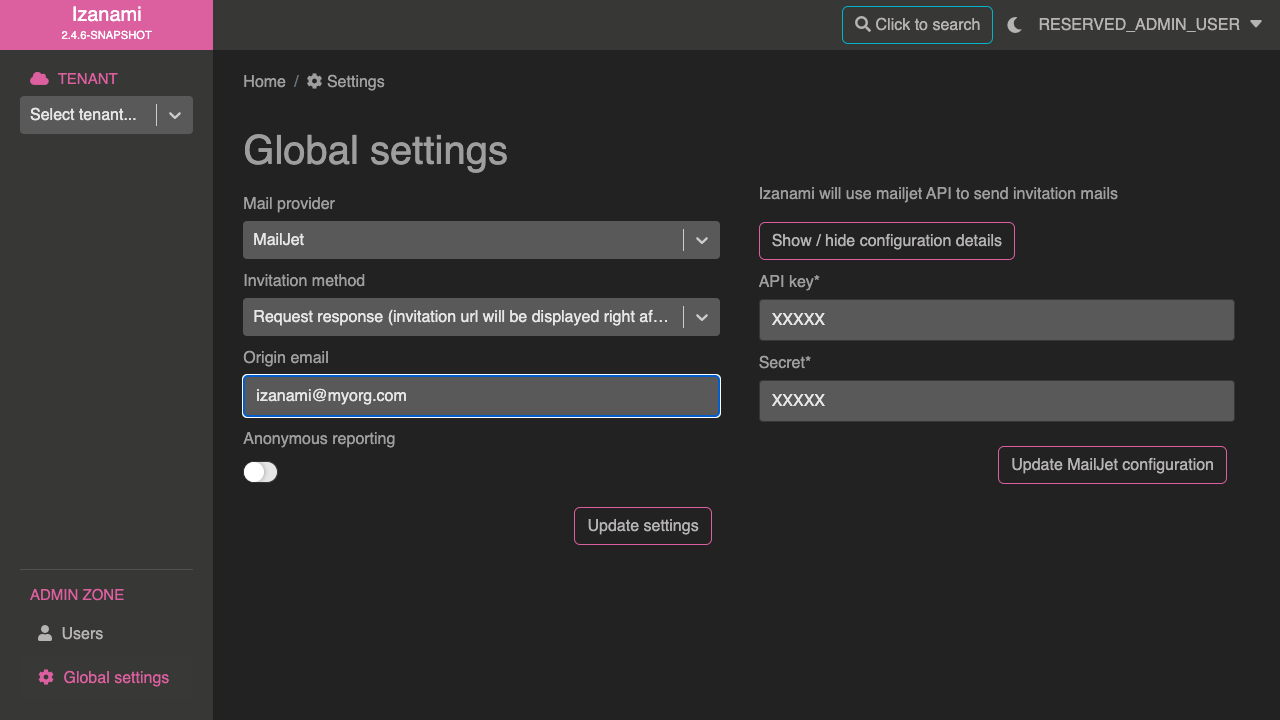 Izanami
2.4.6-SNAPSHOT
Click to search
RESERVED_ADMIN_USER
TENANT
Select tenant...
Home / Settings
Global settings
Mail provider
MailJet
Invitation method
Request response (invitation url will be displayed right af…
Origin email
izanami@myorg.com
Anonymous reporting
Update settings
Izanami will use mailjet API to send invitation mails
Show / hide configuration details
API key*
XXXXX
Secret*
XXXXX
Update MailJet configuration
ADMIN ZONE
Users
Global settings